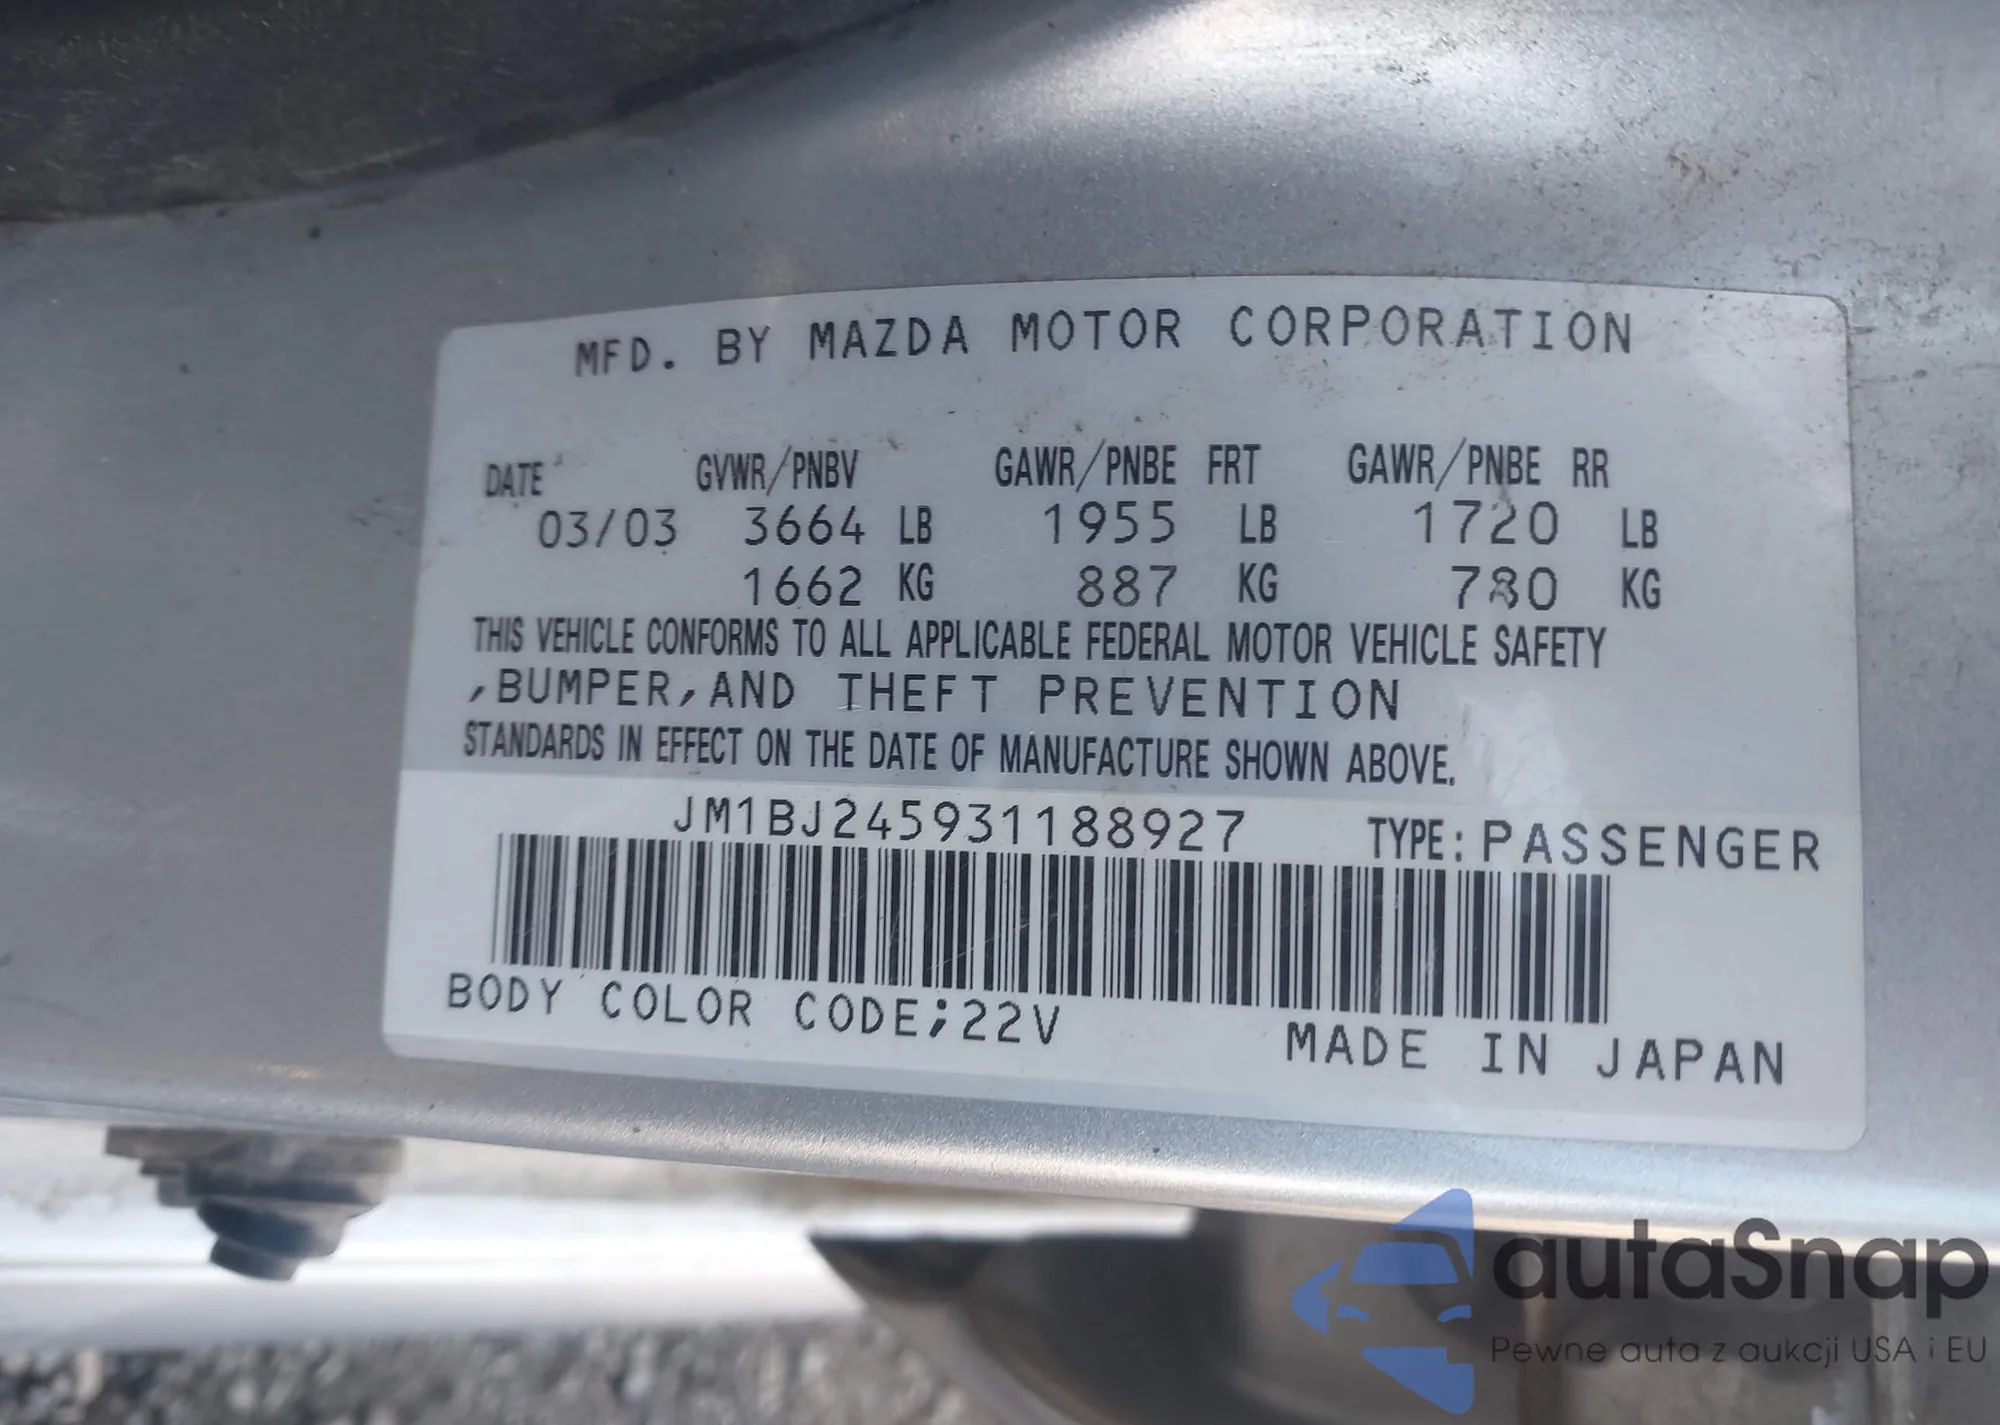 MFD. BY MAZDA MOTOR CORPORATION
DATE GVWR/PNBV GAWR/PNBE FRT GAWR/PNBE RR
03/03 3664 LB 1955 LB 1720 LB
1662 KG 887 KG 780 KG
THIS VEHICLE CONFORMS TO ALL APPLICABLE FEDERAL MOTOR VEHICLE SAFETY
,BUMPER,AND THEFT PREVENTION
STANDARDS IN EFFECT ON THE DATE OF MANUFACTURE SHOWN ABOVE.
JM1BJ245931188927 TYPE:PASSENGER
BODY COLOR CODE;22V MADE IN JAPAN
autaSnap
Pewne auta z aukcji USA i EU